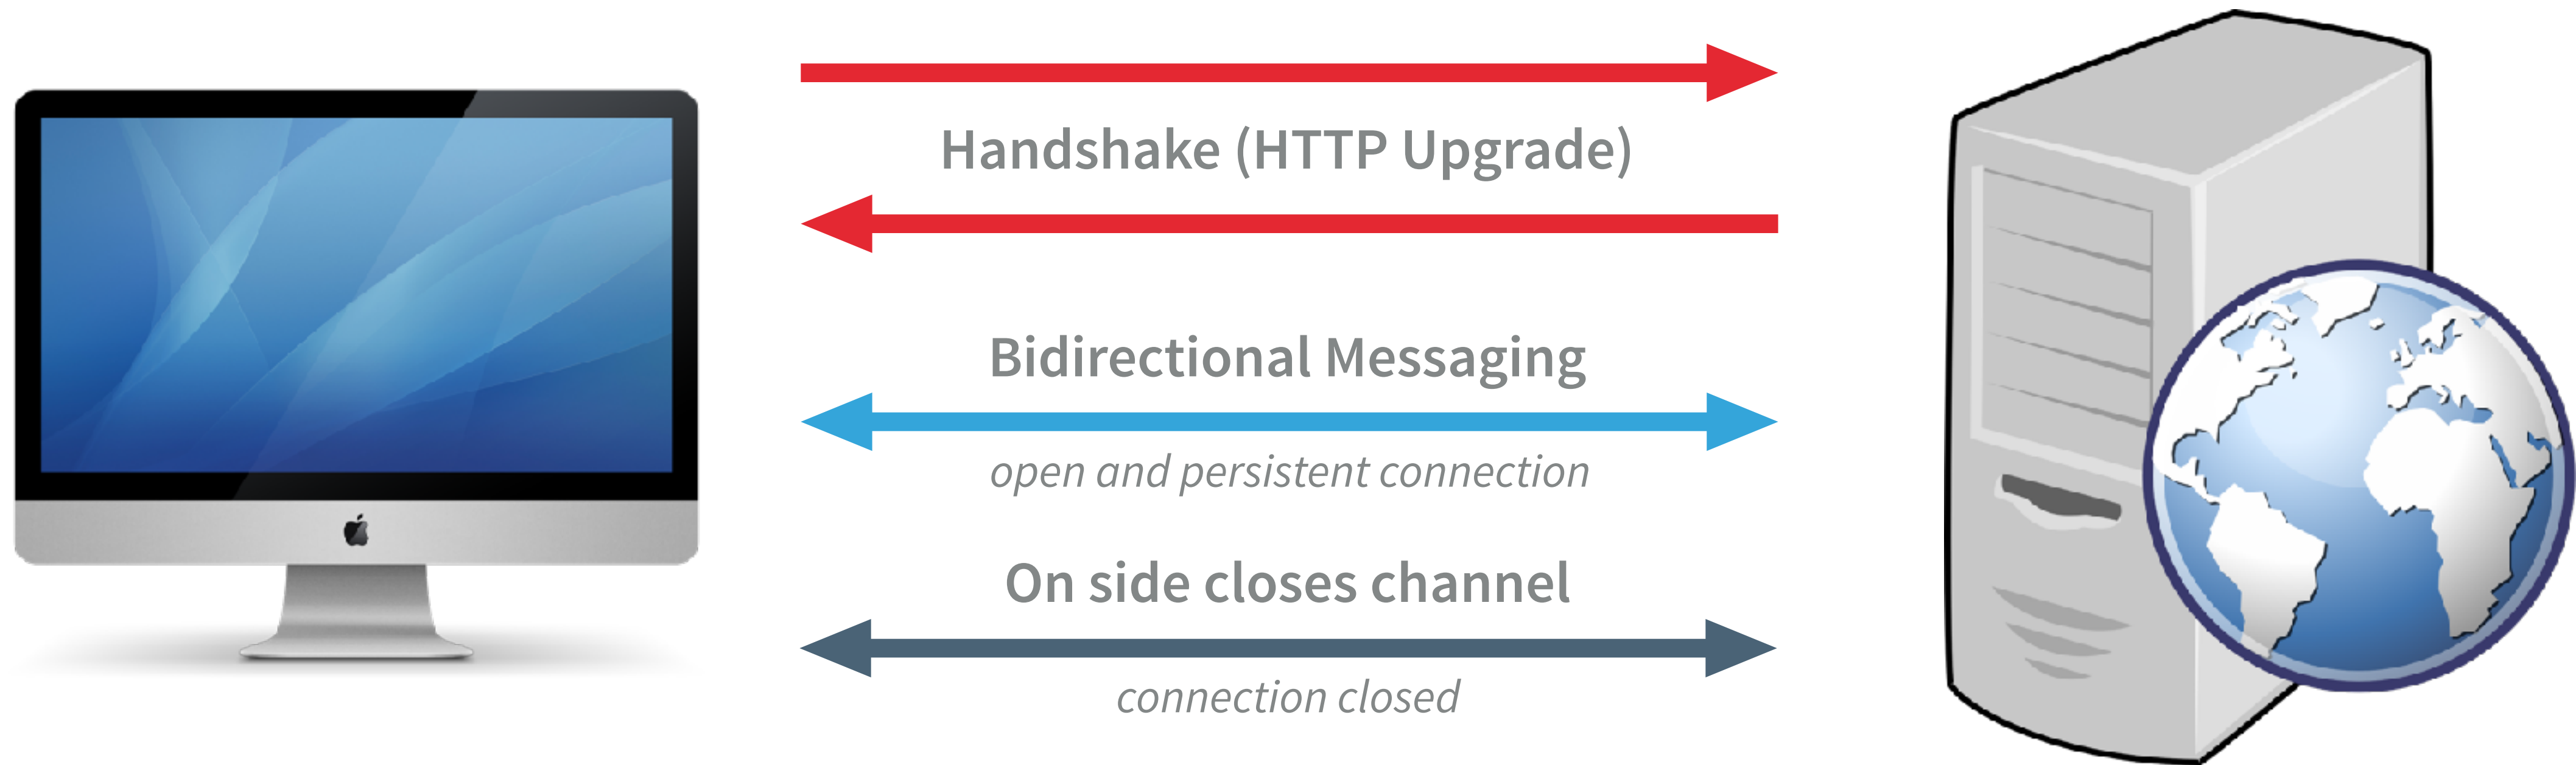 Handshake (HTTP Upgrade)
Bidirectional Messaging
open and persistent connection
On side closes channel
connection closed